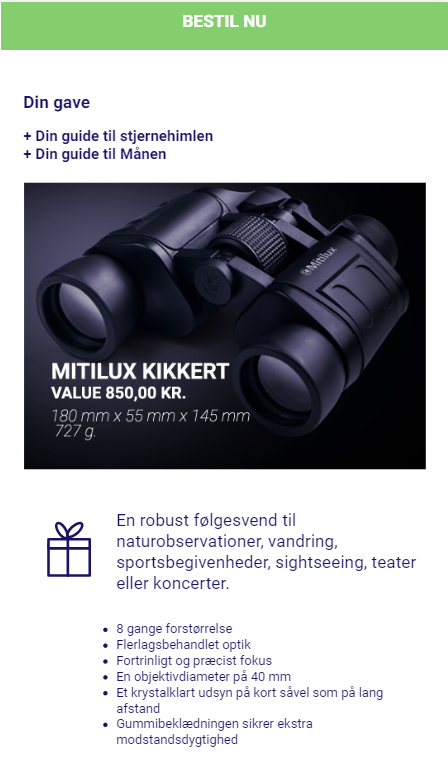 BESTIL NU
Din gave
+ Din guide til stjernehimlen
+ Din guide til Månen
Mitilux
MITILUX KIKKERT
VALUE 850,00 KR.
180 mm x 55 mm x 145 mm
727 g.
En robust følgesvend til
naturobservationer, vandring,
sportsbegivenheder, sightseeing, teater
eller koncerter.
• 8 gange forstørrelse
• Flerlagsbehandlet optik
• Fortrinligt og præcist fokus
• En objektivdiameter på 40 mm
• Et krystalklart udsyn på kort såvel som på lang
afstand
• Gummibeklædningen sikrer ekstra
modstandsdygtighed